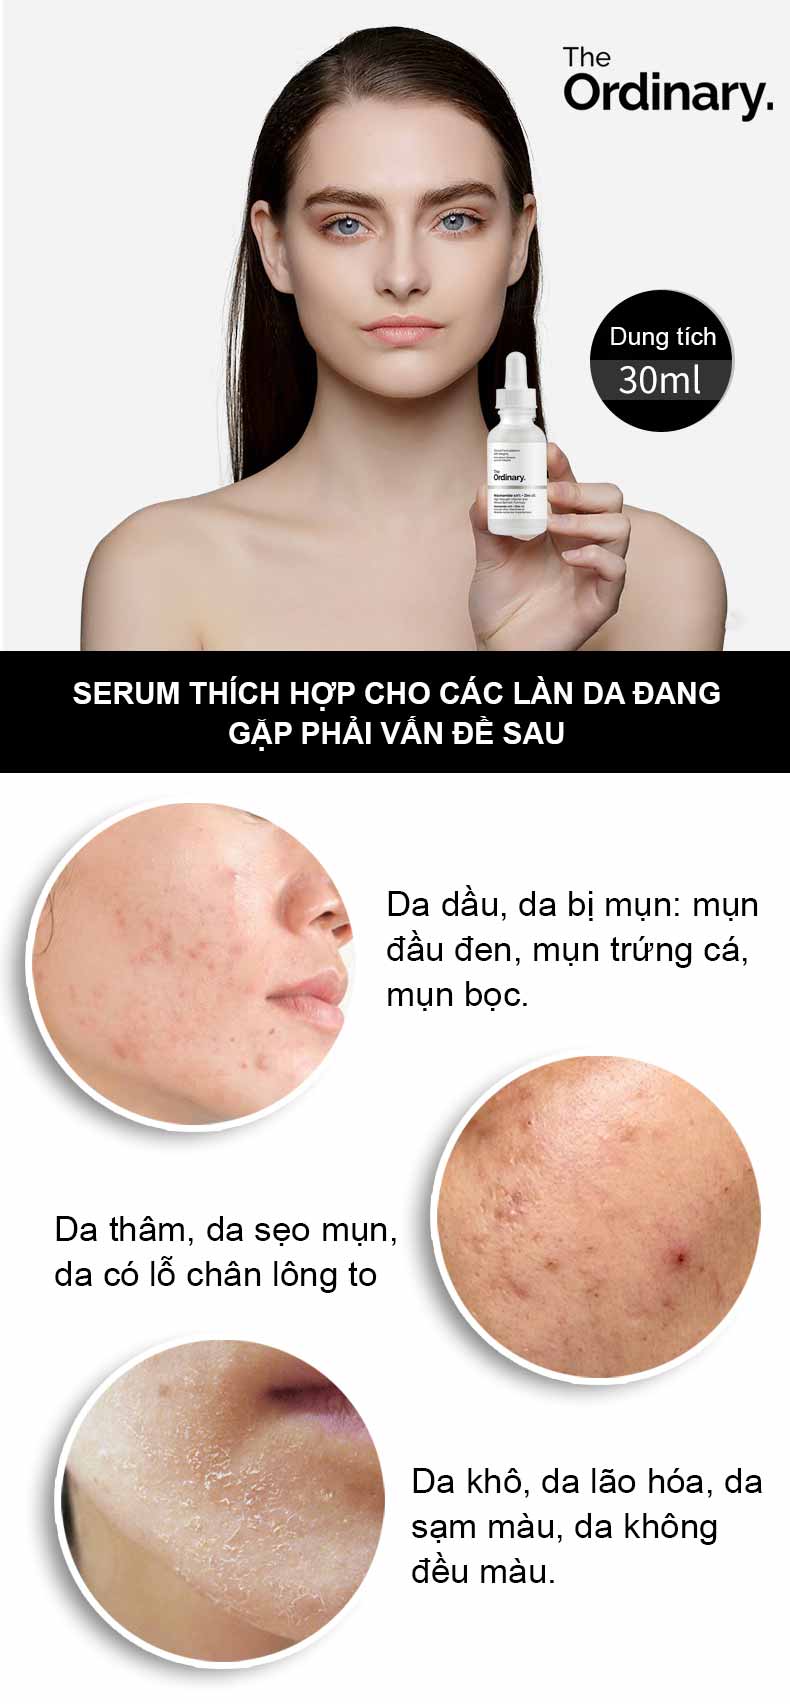 The
Ordinary.
Dung tích
30ml
The
Ordinary.
SERUM THÍCH HỢP CHO CÁC LÀN DA ĐANG
GẶP PHẢI VẤN ĐỀ SAU
Da dầu, da bị mụn: mụn
đầu đen, mụn trứng cá,
mụn bọc.
Da thâm, da sẹo mụn,
da có lỗ chân lông to
Da khô, da lão hóa, da
sạm màu, da không
đều màu.